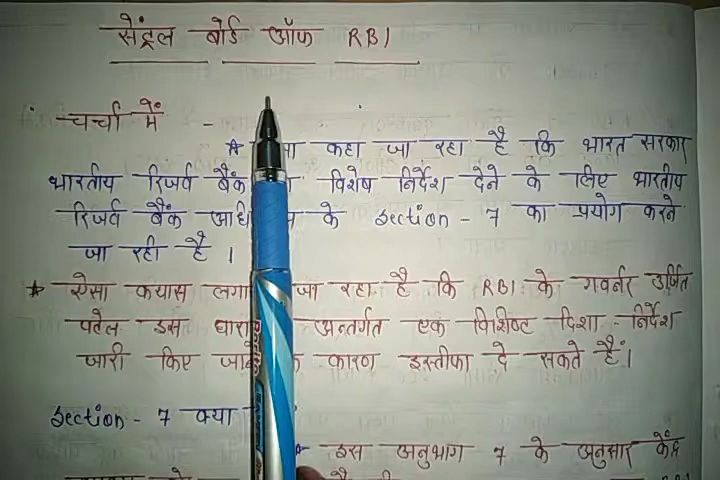 सेंट्रल बोर्ड ऑफ RBI
चर्चा में -
कहा जा रहा है कि भारत सरकार
भारतीय रिजर्व बैंक विशेष निर्देश देने के लिए भारतीय
रिजर्व बैंक के section - 7 का प्रयोग करने
जा रही है ।
ऐसा कयास लगा जा रहा है कि RBI के गवर्नर उर्जित
पटेल इस धारा अन्तर्गत एक विशिष्ट दिशा - निर्देश
जारी किए कारण इस्तीफा दे सकते हैं ।
section - 7 क्या
इस अनुभाग 7 के अनुसार केंद्र